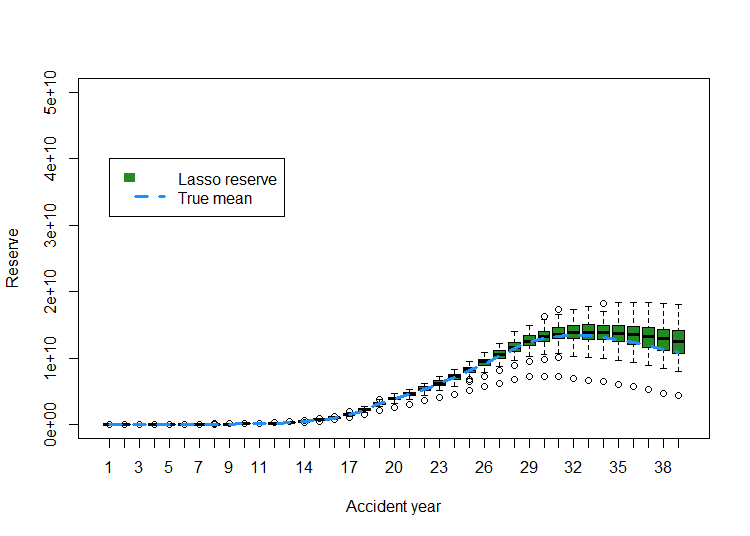 5e+10
4e+10
3e+10
2e+10
1e+10
0e+00
Reserve
Lasso reserve
True mean
1 3 5 7 9 11 14 17 20 23 26 29 32 35 38
Accident year